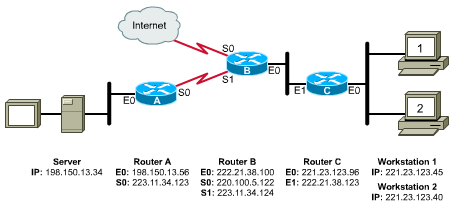 Internet
S0
S1
B
E0
E0
A
S0
E1
C
E0
1
2
Server
IP: 198.150.13.34
Router A
E0: 198.150.13.56
S0: 223.11.34.123
Router B
E0: 222.21.38.100
S0: 220.100.5.122
S1: 223.11.34.124
Router C
E0: 221.23.123.96
E1: 222.21.38.123
Workstation 1
IP: 221.23.123.45
Workstation 2
IP: 221.23.123.40